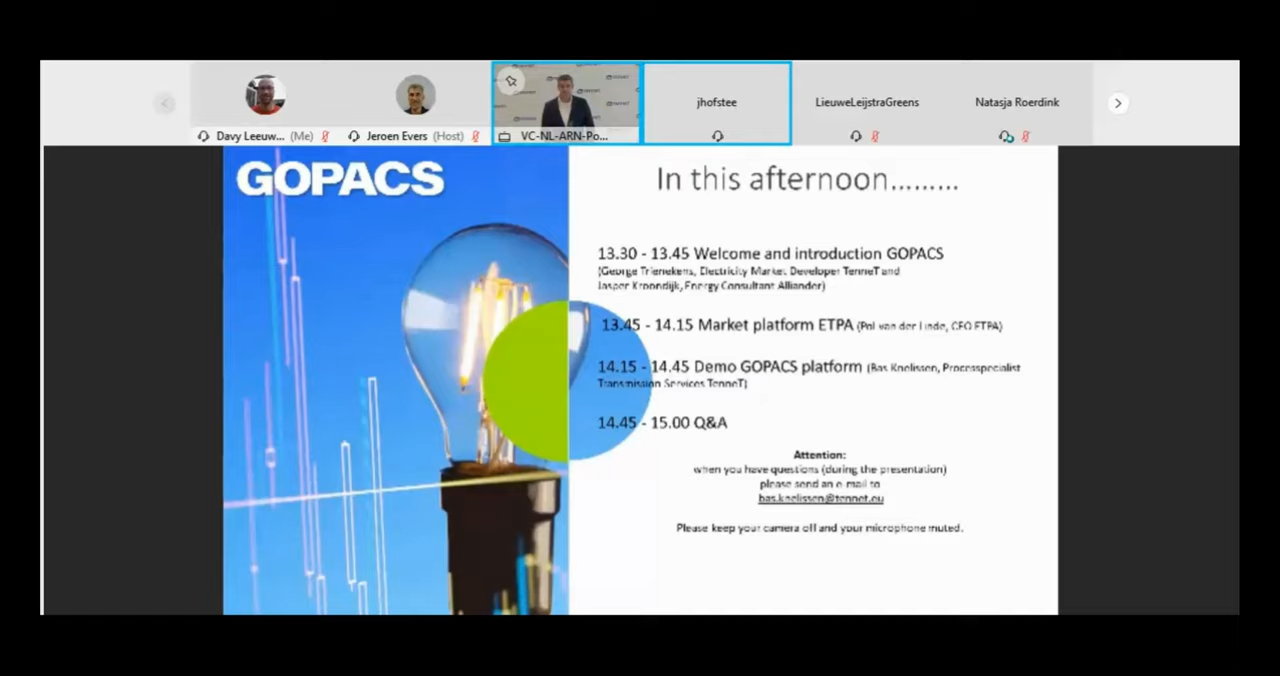 Davy Leeuw... (Me)
Jeroen Evers (Host)
VC-NL-ARN-Po...
jhofstee
LieuweLeijstraGreens
Natasja Roerdink
GOPACS
In this afternoon.........
13.30 - 13.45 Welcome and introduction GOPACS
(George Trienekens, Electricity Market Developer TenneT and
Jasper Kroondijk, Energy Consultant Alliander)
13.45 - 14.15 Market platform ETPA (Pol van der Linde, CFO ETPA)
14.15 - 14.45 Demo GOPACS platform (Bas Knelissen, Processpecialist
Transmission Services TenneT)
14.45 - 15.00 Q&A
Attention:
when you have questions (during the presentation)
please send an e-mail to
bas.knelissen@tennet.eu
Please keep your camera off and your microphone muted.